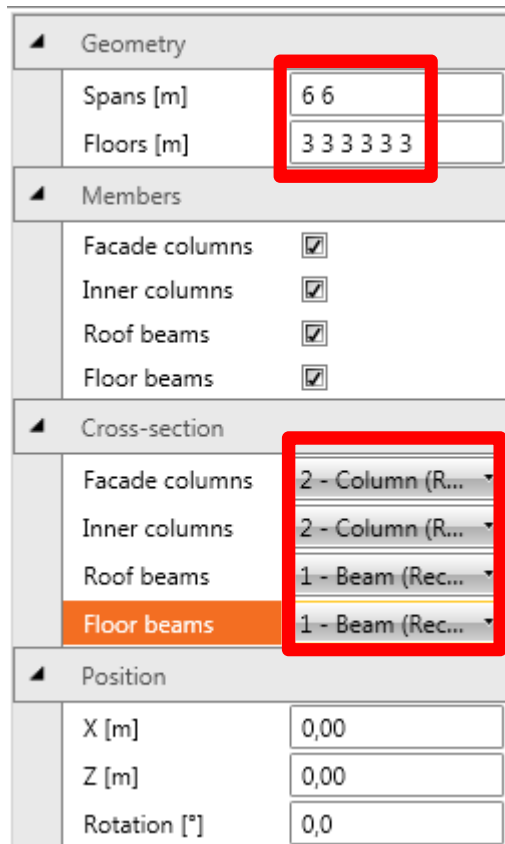 Geometry
Spans [m] 6 6
Floors [m] 3 3 3 3 3 3
Members
Facade columns
Inner columns
Roof beams
Floor beams
Cross-section
Facade columns 2 - Column (R...
Inner columns 2 - Column (R...
Roof beams 1 - Beam (Rec...
Floor beams 1 - Beam (Rec...
Position
X [m] 0,00
Z [m] 0,00
Rotation [°] 0,0